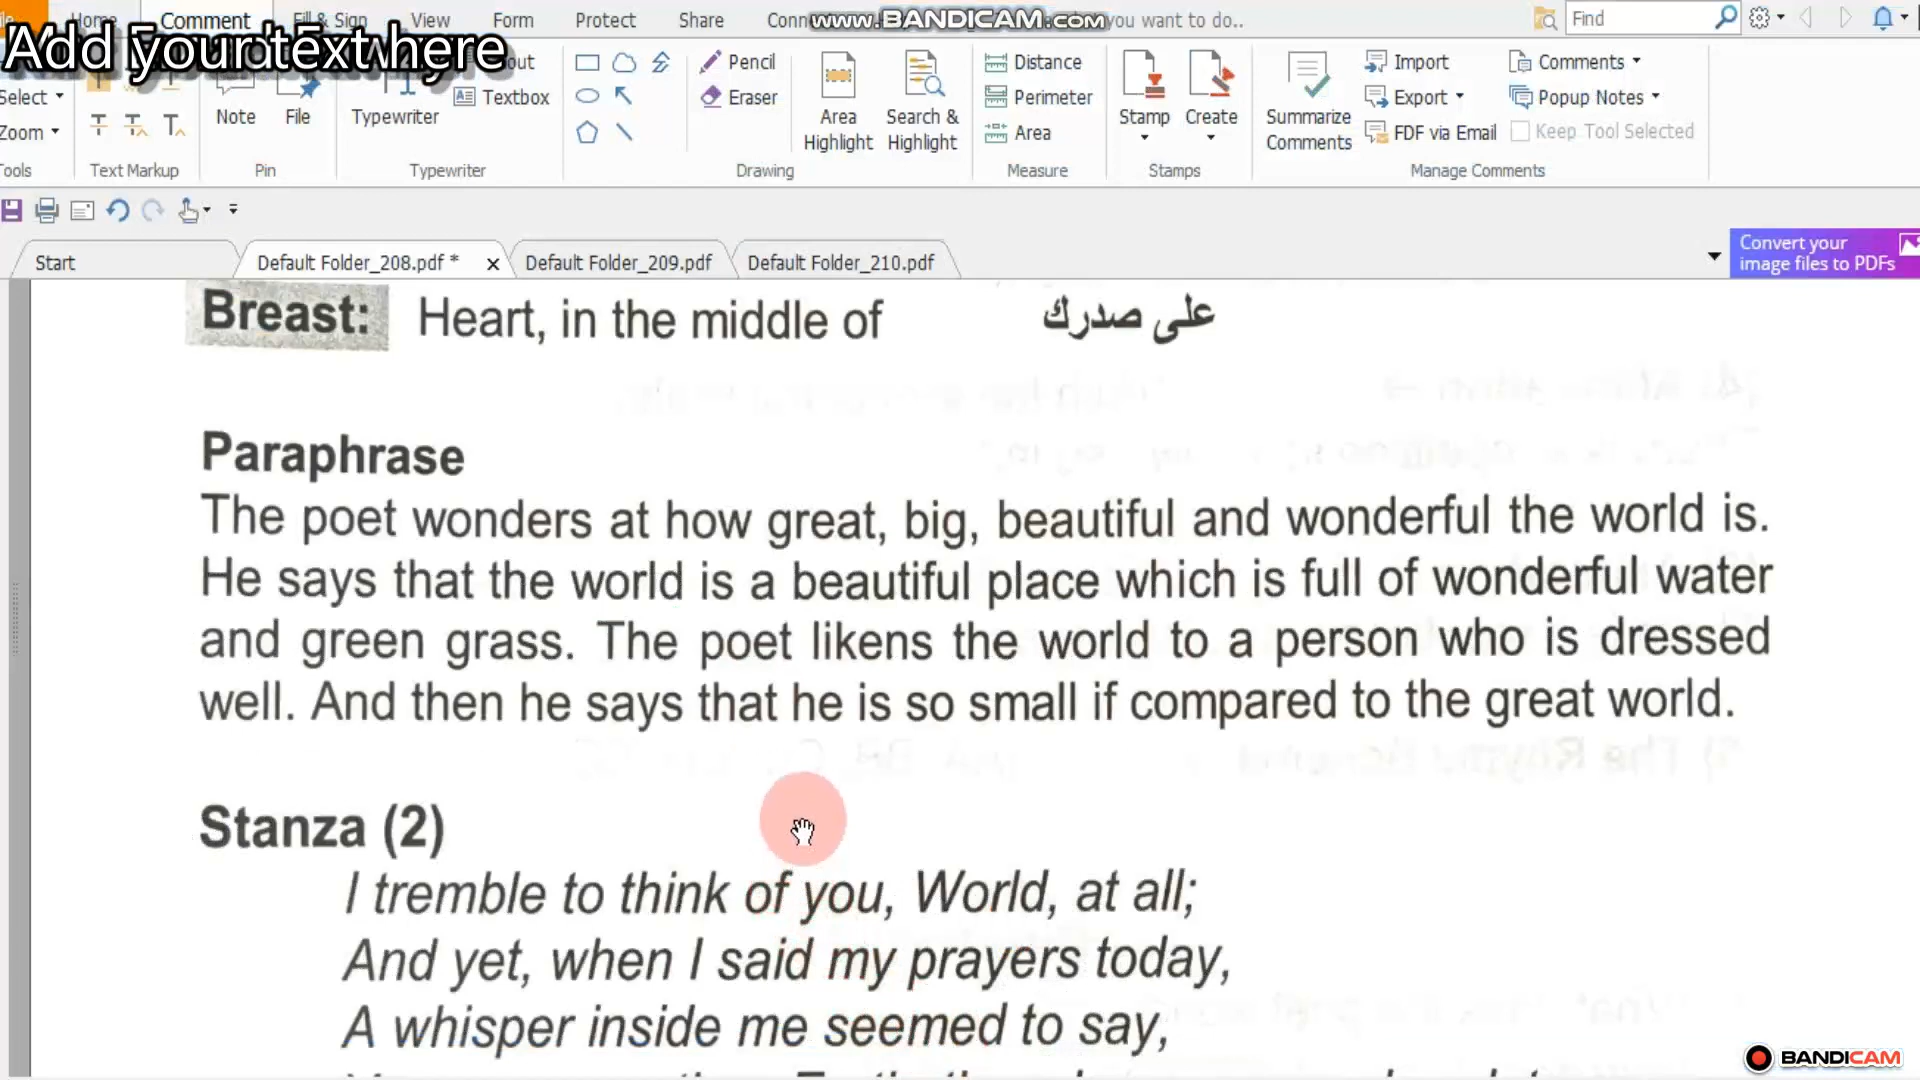 Home Comment Fill & Sign View Form Protect Share you want to do.. Find
www.BANDICAM.com
Add your text here
Select
Zoom
Tools
Text Markup
Note
File
Pin
Typewriter
Textbox
Typewriter
Pencil
Eraser
Area Highlight
Search & Highlight
Drawing
Distance
Perimeter
Area
Measure
Stamp
Create
Stamps
Summarize Comments
Import
Export
FDF via Email
Comments
Popup Notes
Keep Tool Selected
Manage Comments
Start Default Folder_208.pdf * Default Folder_209.pdf Default Folder_210.pdf
Convert your
image files to PDFs
Breast: Heart, in the middle of على صدرك
Paraphrase
The poet wonders at how great, big, beautiful and wonderful the world is.
He says that the world is a beautiful place which is full of wonderful water
and green grass. The poet likens the world to a person who is dressed
well. And then he says that he is so small if compared to the great world.
Stanza (2)
I tremble to think of you, World, at all;
And yet, when I said my prayers today,
A whisper inside me seemed to say,
BANDICAM